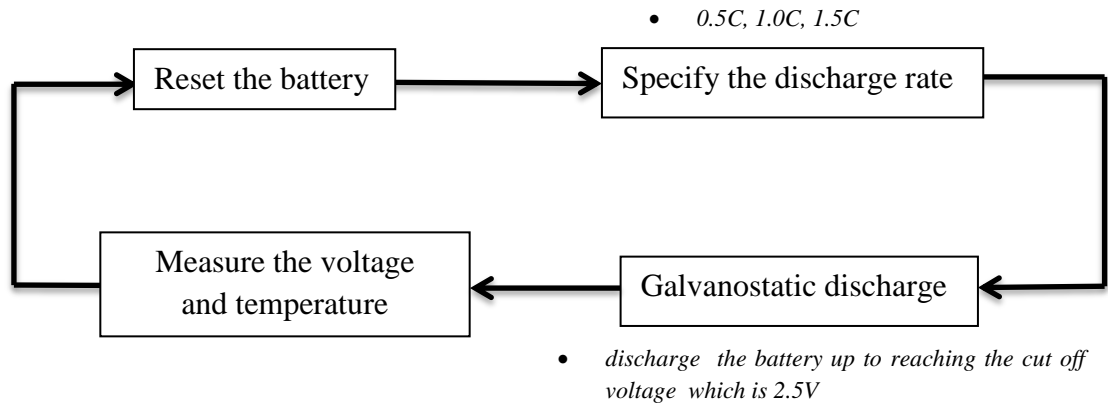 • 0.5C, 1.0C, 1.5C
Reset the battery
Specify the discharge rate
Measure the voltage
and temperature
Galvanostatic discharge
• discharge the battery up to reaching the cut off
voltage which is 2.5V